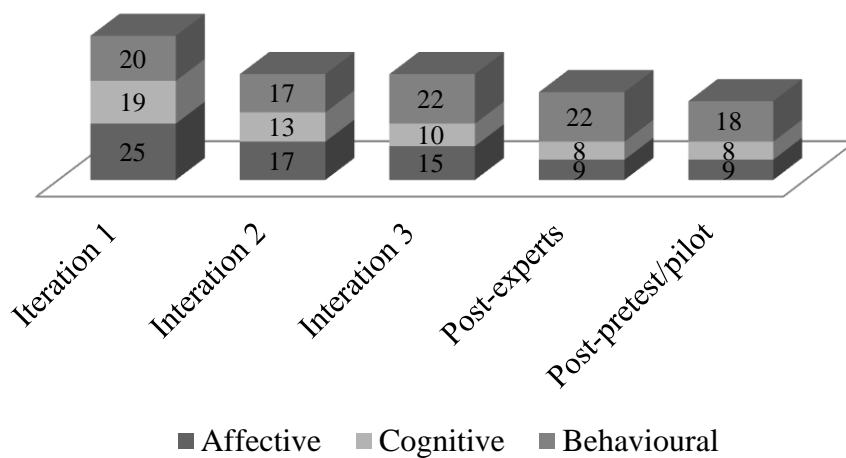 20
19
25
17
13
17
22
10
15
22
8
9
18
8
9
Iteration 1
Interation 2
Interation 3
Post-experts
Post-pretest/pilot
Affective Cognitive Behavioural